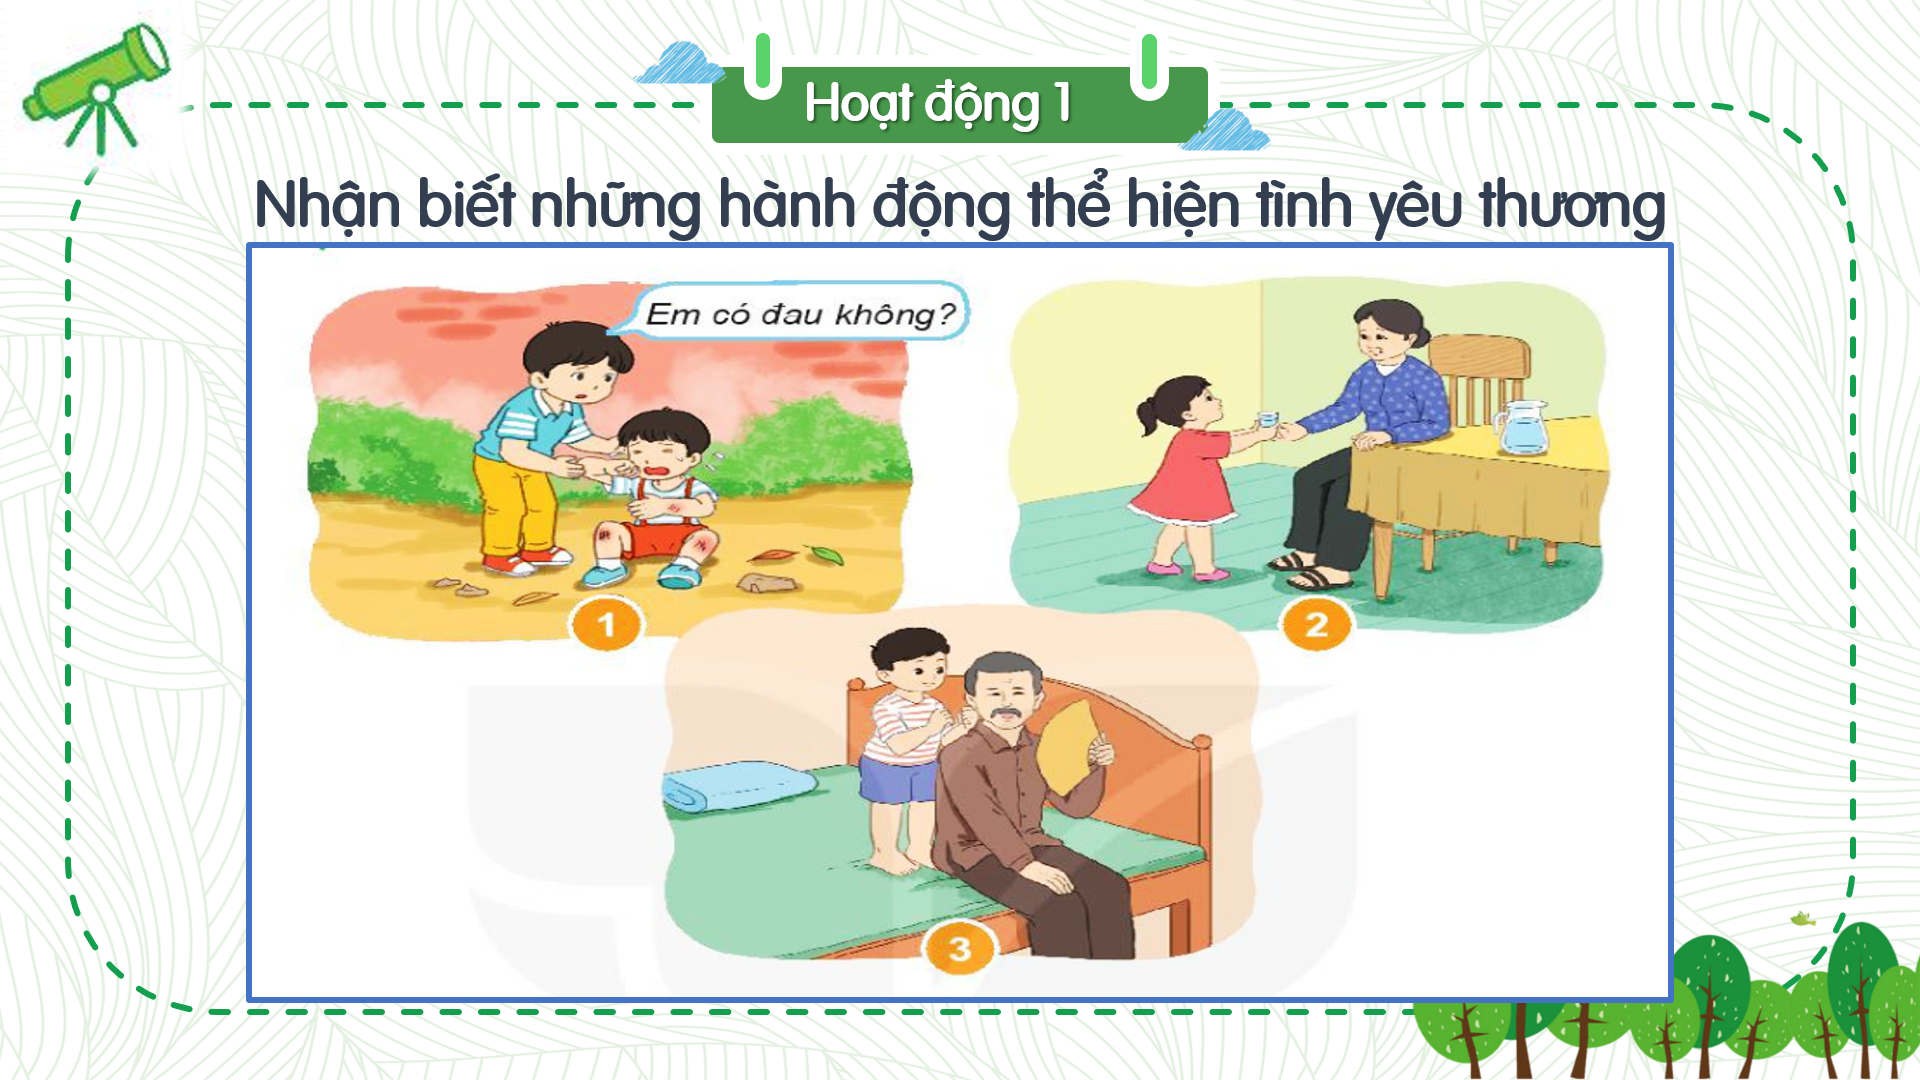 Hoạt động 1
Nhận biết những hành động thể hiện tình yêu thương
Em có đau không?
1
2
3